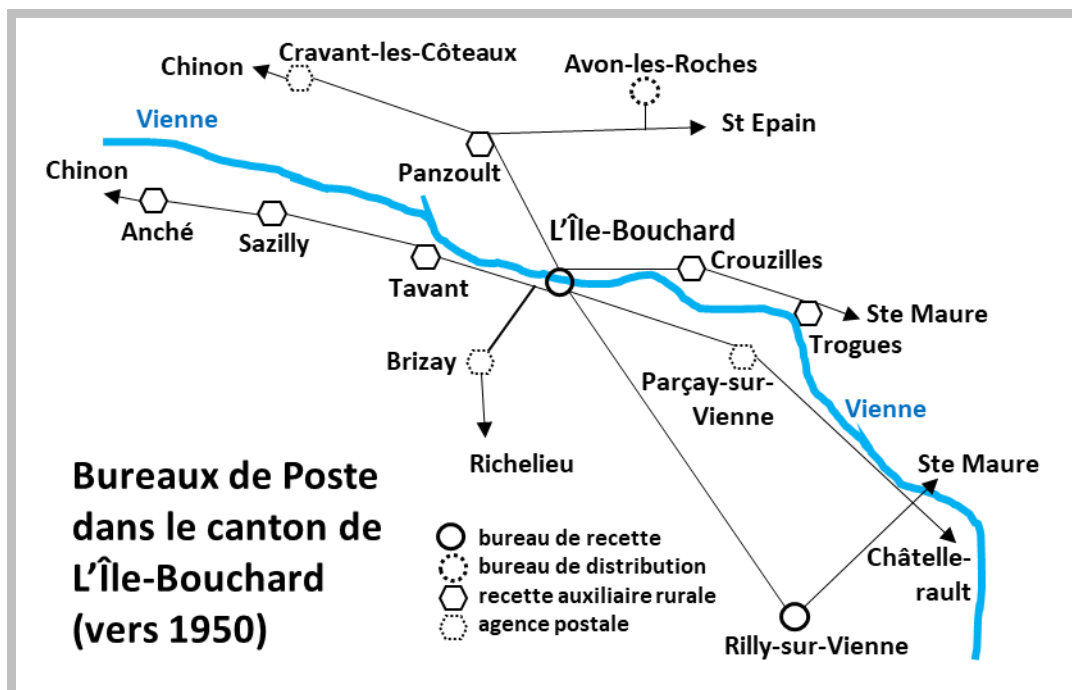 Cravant-les-Côteaux
Chinon
Avon-les-Roches
Vienne
St Epain
Panzoult
Chinon
Anché
Sazilly
Tavant
L'Île-Bouchard
Crouzilles
Ste Maure
Trogues
Brizay
Parçay-sur-
Vienne
Vienne
Richelieu
Ste Maure
Châtelle-
rault
Rilly-sur-Vienne
Bureaux de Poste
dans le canton de
L'Île-Bouchard
(vers 1950)
bureau de recette
bureau de distribution
recette auxiliaire rurale
agence postale